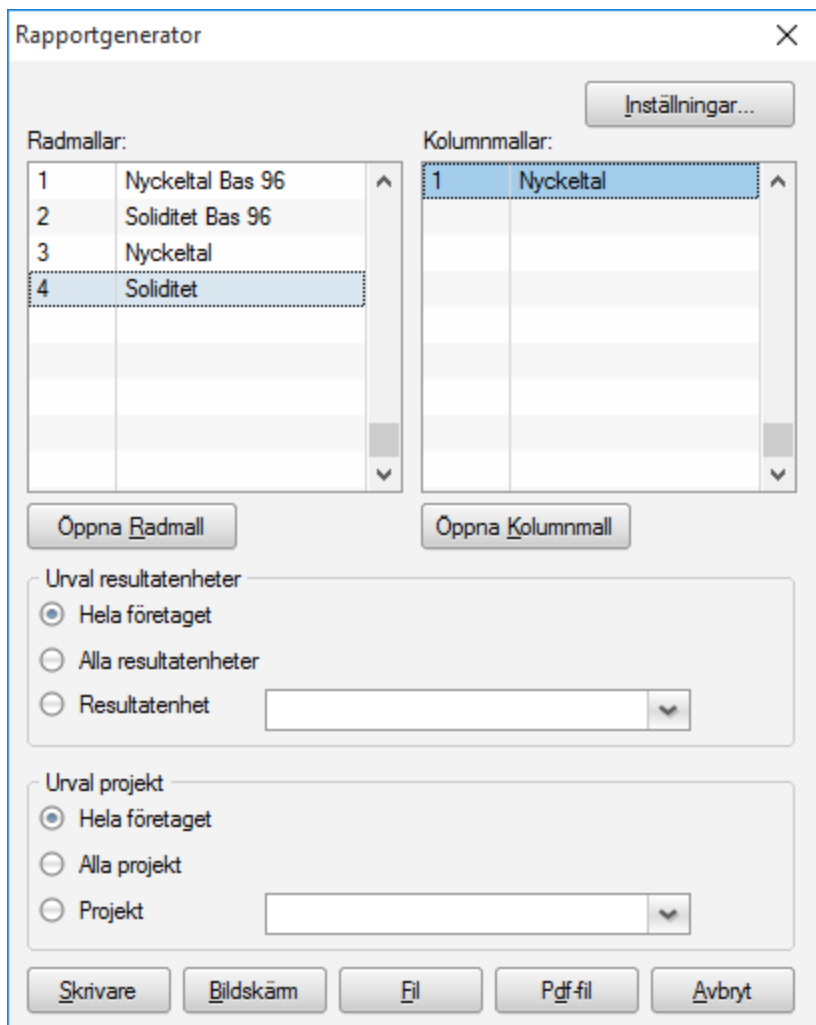 Rapportgenerator
Inställningar...
Radmallar:
1 Nyckeltal Bas 96
2 Soliditet Bas 96
3 Nyckeltal
4 Soliditet
Öppna Radmall
Kolumnmallar:
1 Nyckeltal
Öppna Kolumnmall
Urval resultatenheter
Hela företaget
Alla resultatenheter
Resultatenhet
Urval projekt
Hela företaget
Alla projekt
Projekt
Skrivare Bildskärm Fil Pdf-fil Avbryt